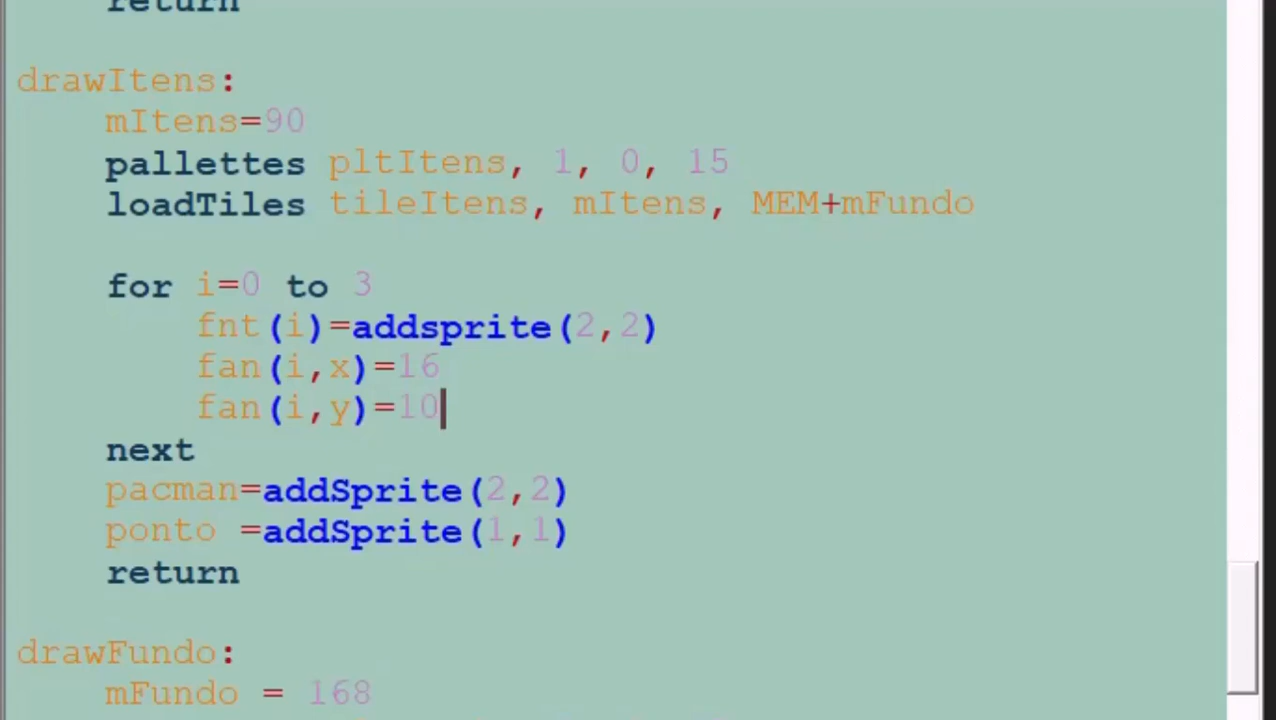 return
drawItens:
mItens=90
pallettes pltItens, 1, 0, 15
loadTiles tileItens, mItens, MEM+mFundo
for i=0 to 3
fnt(i)=addsprite(2,2)
fan(i,x)=16
fan(i,y)=10
next
pacman=addSprite(2,2)
ponto =addSprite(1,1)
return
drawFundo:
mFundo = 168